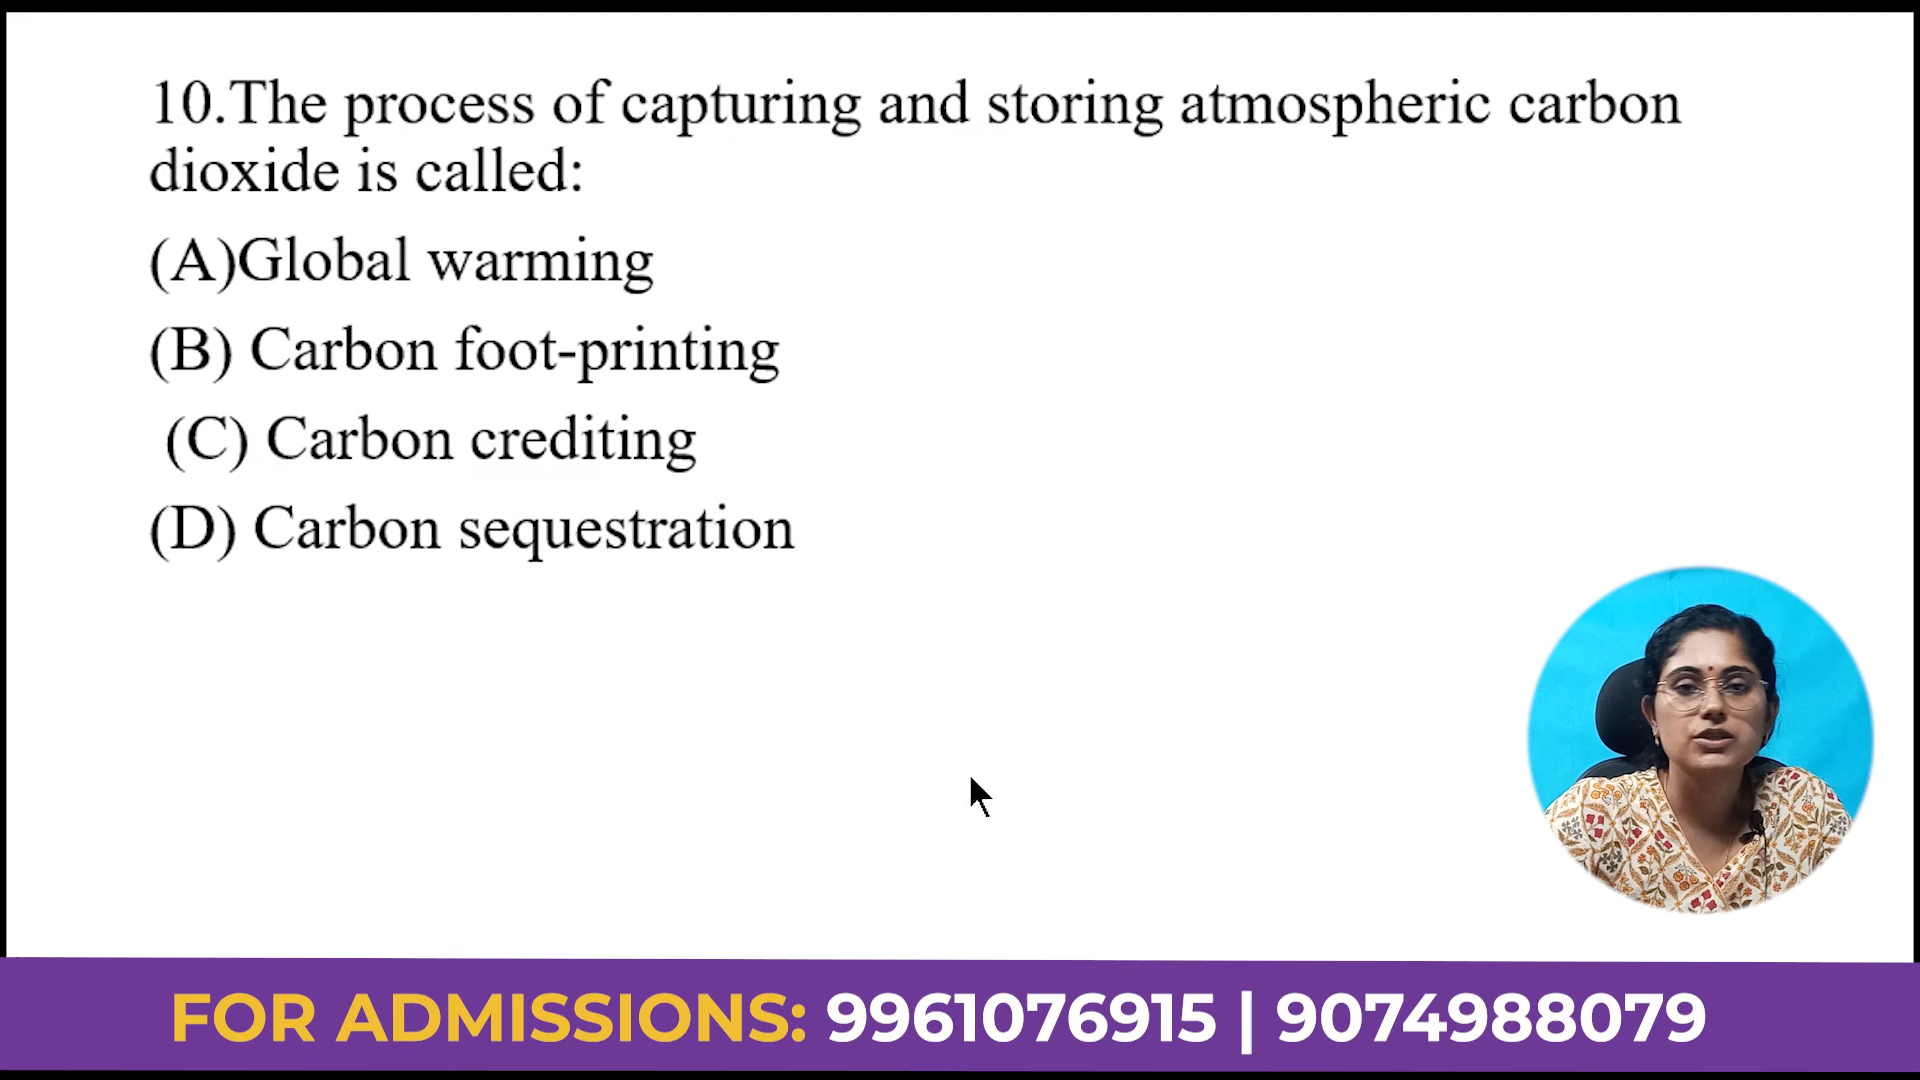 10.The process of capturing and storing atmospheric carbon
dioxide is called:
(A)Global warming
(B) Carbon foot-printing
(C) Carbon crediting
(D) Carbon sequestration
FOR ADMISSIONS: 9961076915 | 9074988079